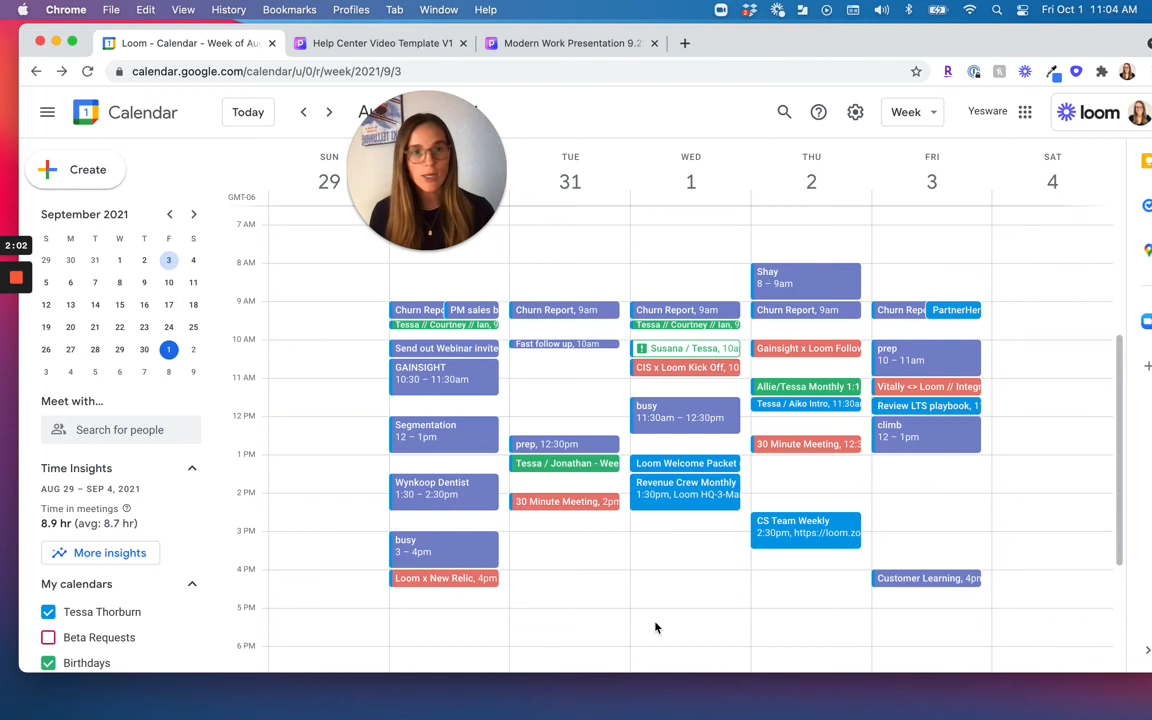 Chrome File Edit View History Bookmarks Profiles Tab Window Help
Fri Oct 1 11:04 AM
Loom - Calendar - Week of Au
Help Center Video Template V1
Modern Work Presentation 9.2
calendar.google.com/calendar/u/0/r/week/2021/9/3
Calendar
Today
Week
Yesware
loom
Create
September 2021
S M T W T F S
29 30 31 1 2 3 4
5 6 7 8 9 10 11
12 13 14 15 16 17 18
19 20 21 22 23 24 25
26 27 28 29 30 1 2
3 4 5 6 7 8 9
2:02
Meet with...
Search for people
Time Insights
AUG 29 – SEP 4, 2021
Time in meetings
8.9 hr (avg: 8.7 hr)
More insights
My calendars
Tessa Thorburn
Beta Requests
Birthdays
SUN TUE WED THU FRI SAT
29 31 1 2 3 4
GMT-06
7 AM
8 AM
9 AM
10 AM
11 AM
12 PM
1 PM
2 PM
3 PM
4 PM
5 PM
6 PM
Churn Repo
PM sales b
Tessa // Courtney // Ian, 9
Send out Webinar invite
GAINSIGHT
10:30 – 11:30am
Segmentation
12 – 1pm
Wynkoop Dentist
1:30 – 2:30pm
busy
3 – 4pm
Loom x New Relic, 4pm
Churn Report, 9am
Fast follow up, 10am
prep, 12:30pm
Tessa / Jonathan - Wee
30 Minute Meeting, 2pm
Churn Report, 9am
Tessa // Courtney // Ian, 9
Susana / Tessa, 10a
CIS x Loom Kick Off, 10
busy
11:30am – 12:30pm
Loom Welcome Packet
Revenue Crew Monthly
1:30pm, Loom HQ-3-Ma
Shay
8 – 9am
Churn Report, 9am
Gainsight x Loom Follow
Allie/Tessa Monthly 1:1
Tessa / Aiko Intro, 11:30a
30 Minute Meeting, 12:3
CS Team Weekly
2:30pm, https://loom.zo
Churn Rep
PartnerHer
prep
10 – 11am
Vitally <> Loom // Integr
Review LTS playbook, 1
climb
12 – 1pm
Customer Learning, 4pm